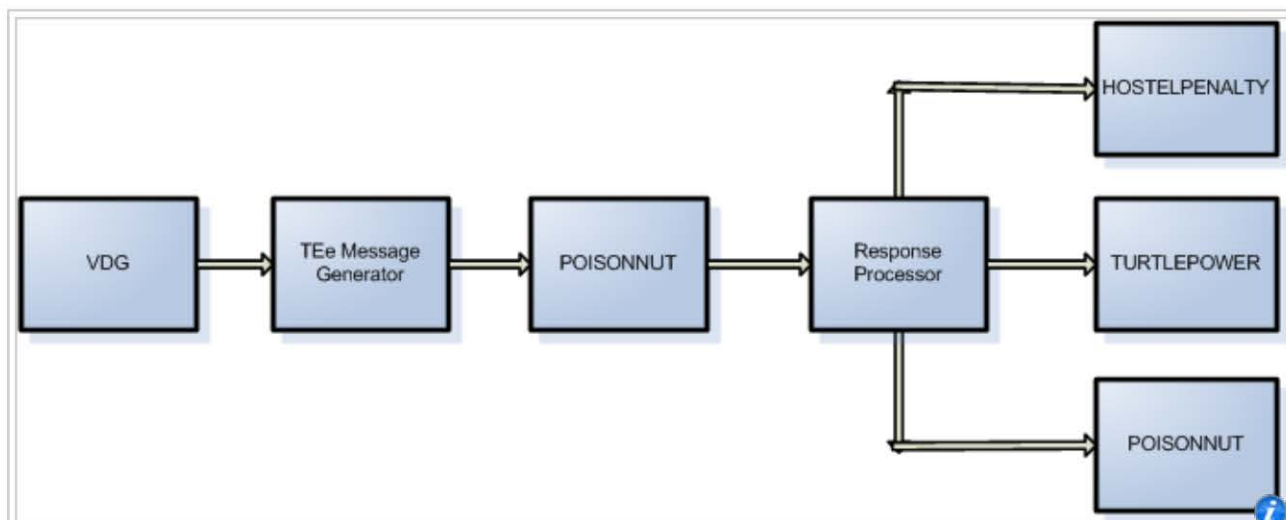 HOSTELPENALTY
VDG
TEe Message
Generator
POISONNUT
Response
Processor
TURTLEPOWER
POISONNUT